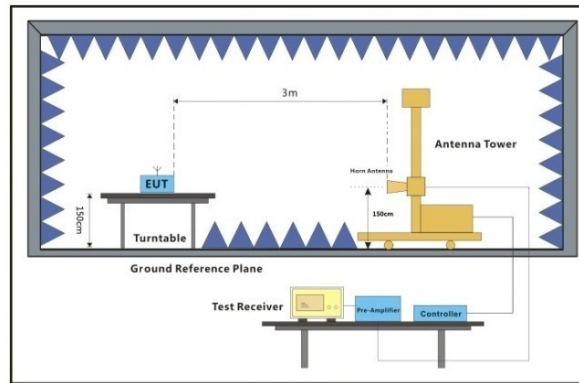 3m
Antenna Tower
Horn Antenna
EUT
150cm
150cm
Turntable
Ground Reference Plane
Test Receiver
Pre-Amplifier
Controller